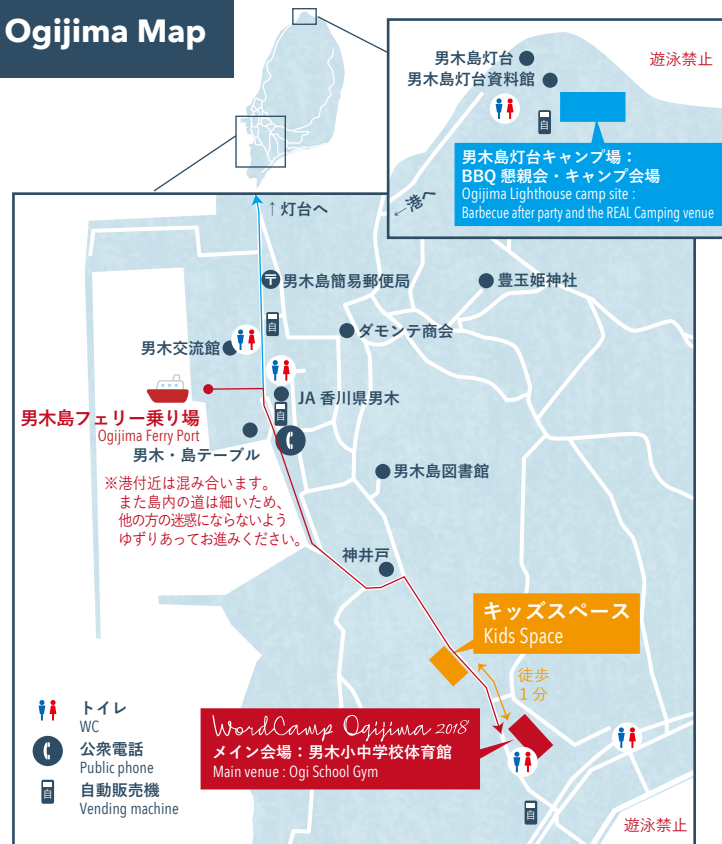 Ogijima Map
男木島灯台
男木島灯台資料館
遊泳禁止
自
男木島灯台キャンプ場：
BBQ 懇親会・キャンプ会場
Ogijima Lighthouse camp site :
Barbecue after party and the REAL Camping venue
←港へ
↑灯台へ
〒男木島簡易郵便局
豊玉姫神社
自
ダモンテ商会
男木交流館
JA 香川県男木
自
男木島フェリー乗り場
Ogijima Ferry Port
男木・島テーブル
男木島図書館
※港付近は混み合います。
また島内の道は細いため、
他の方の迷惑にならないよう
ゆずりあってお進みください。
神井戸
キッズスペース
Kids Space
徒歩
1分
WordCamp Ogijima 2018
メイン会場：男木小中学校体育館
Main venue : Ogi School Gym
トイレ
WC
公衆電話
Public phone
自
自動販売機
Vending machine
自
遊泳禁止